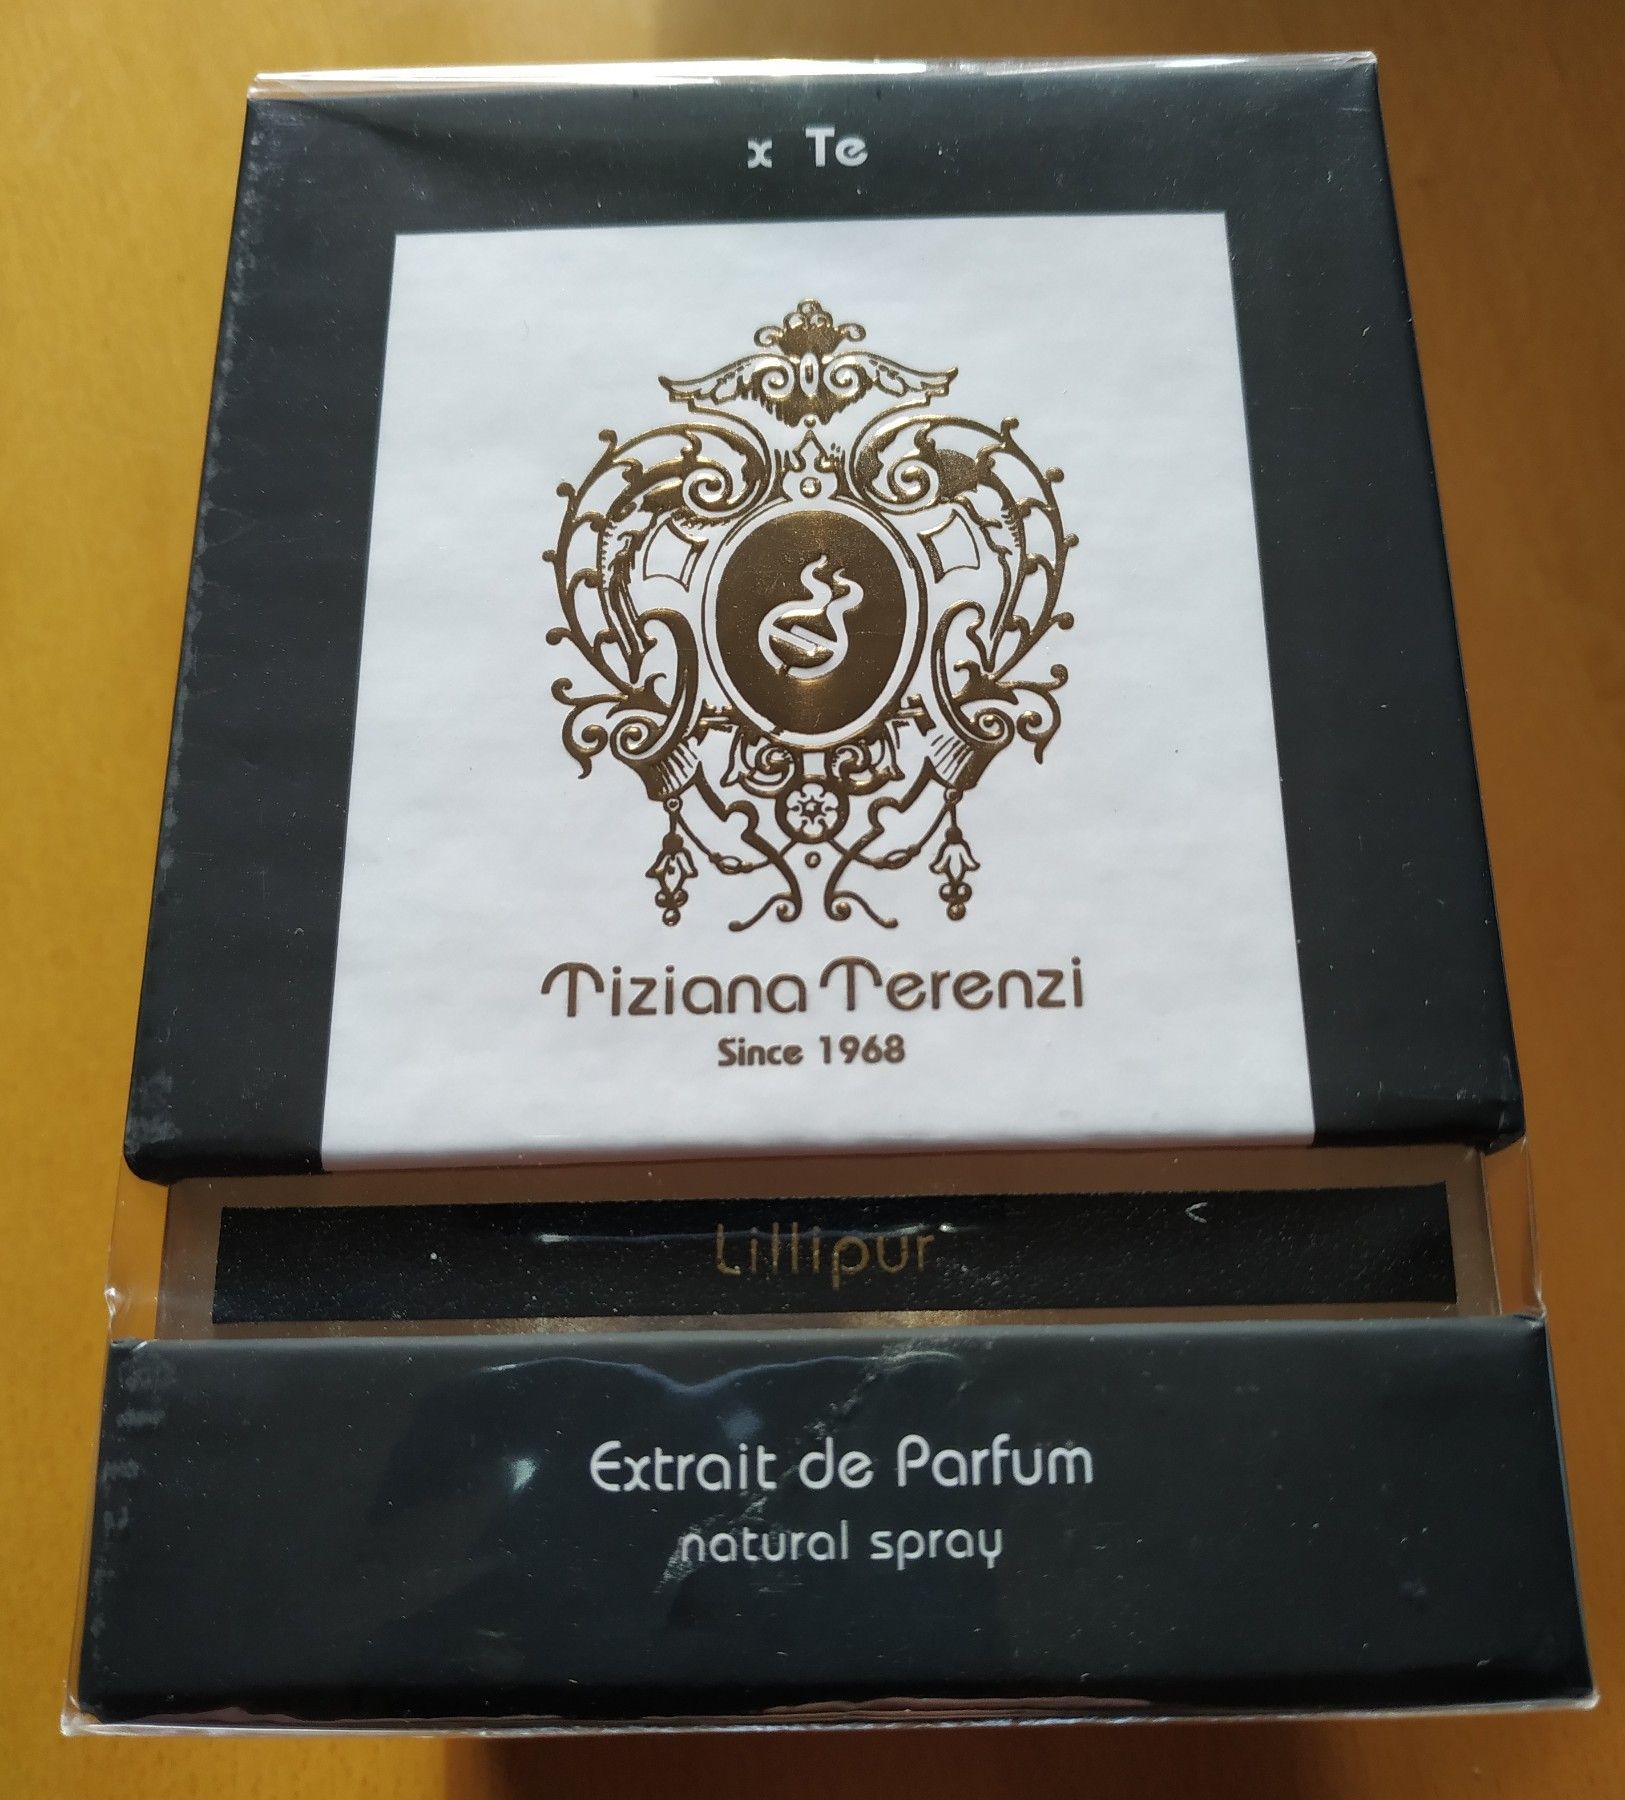 x Te
Tiziana Terenzi
Since 1968
Lillipur
Extrait de Parfum
natural spray